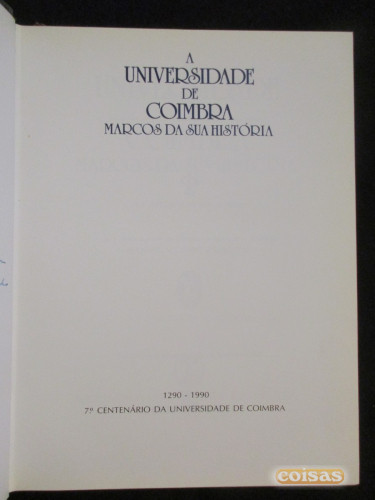 A
UNIVERSIDADE
DE
COIMBRA
MARCOS DA SUA HISTÓRIA
1290 - 1990
7º CENTENÁRIO DA UNIVERSIDADE DE COIMBRA
coisas